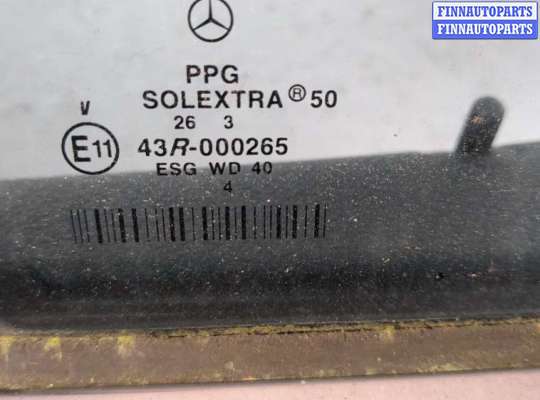 FINNAUTOPARTS
FINNAUTOPARTS
PPG
SOLEXTRA® 50
26 3
V
E11
43R-000265
ESG WD 40
4